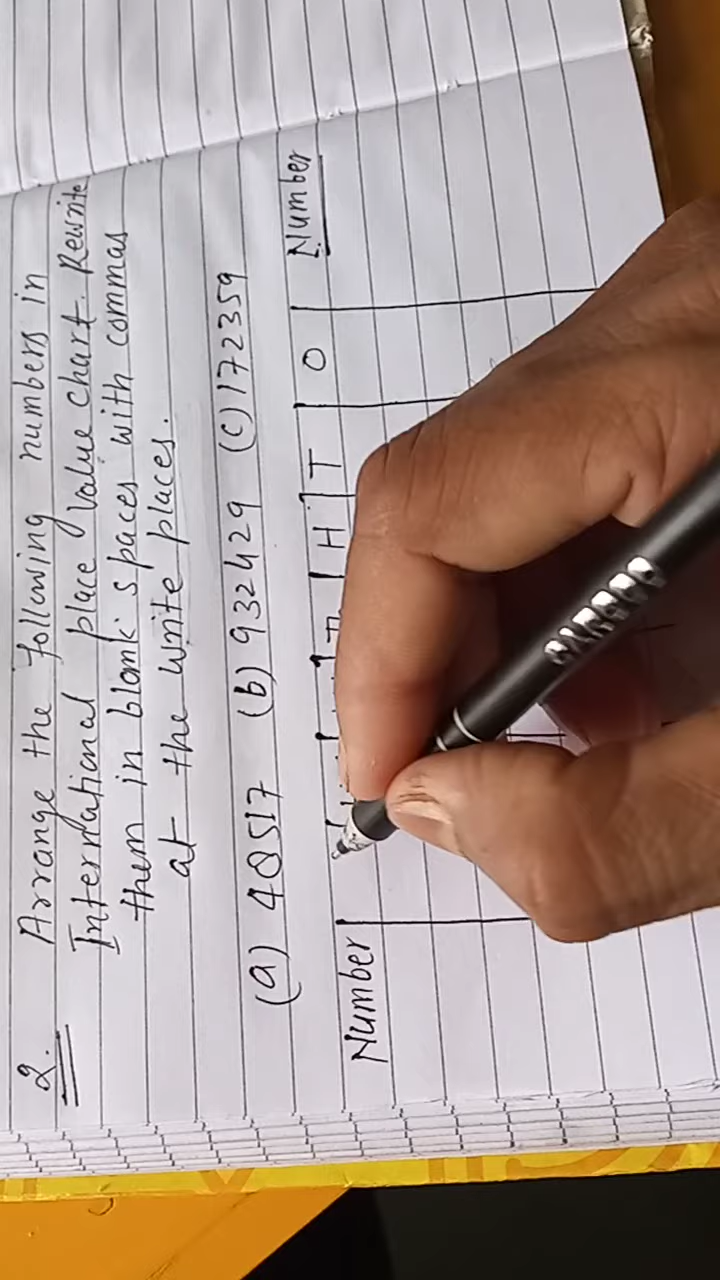 2. Arrange the following numbers in
International place value chart. Rewrite
them in blank spaces with commas
at the write places.
(a) 40517 (b) 932429 (c) 172359
Number H T O Number